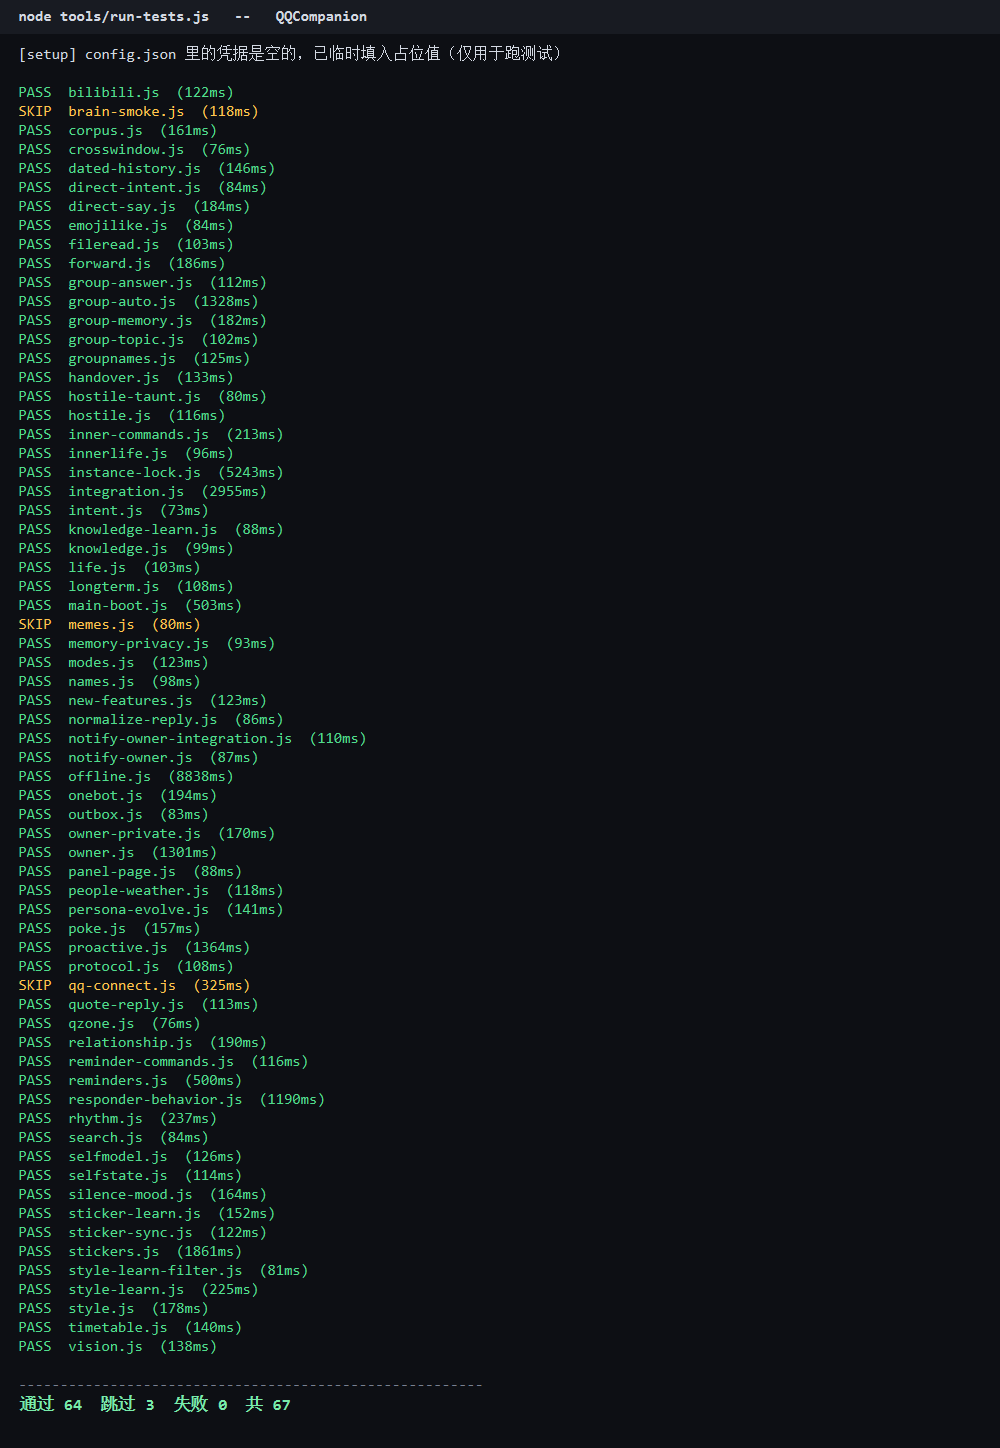 node tools/run-tests.js -- QQCompanion
[setup] config.json 里的凭据是空的，已临时填入占位值（仅用于跑测试）
PASS bilibili.js (122ms)
SKIP brain-smoke.js (118ms)
PASS corpus.js (161ms)
PASS crosswindow.js (76ms)
PASS dated-history.js (146ms)
PASS direct-intent.js (84ms)
PASS direct-say.js (184ms)
PASS emojilike.js (84ms)
PASS fileread.js (103ms)
PASS forward.js (186ms)
PASS group-answer.js (112ms)
PASS group-auto.js (1328ms)
PASS group-memory.js (182ms)
PASS group-topic.js (102ms)
PASS groupnames.js (125ms)
PASS handover.js (133ms)
PASS hostile-taunt.js (80ms)
PASS hostile.js (116ms)
PASS inner-commands.js (213ms)
PASS innerlife.js (96ms)
PASS instance-lock.js (5243ms)
PASS integration.js (2955ms)
PASS intent.js (73ms)
PASS knowledge-learn.js (88ms)
PASS knowledge.js (99ms)
PASS life.js (103ms)
PASS longterm.js (108ms)
PASS main-boot.js (503ms)
SKIP memes.js (80ms)
PASS memory-privacy.js (93ms)
PASS modes.js (123ms)
PASS names.js (98ms)
PASS new-features.js (123ms)
PASS normalize-reply.js (86ms)
PASS notify-owner-integration.js (110ms)
PASS notify-owner.js (87ms)
PASS offline.js (8838ms)
PASS onebot.js (194ms)
PASS outbox.js (83ms)
PASS owner-private.js (170ms)
PASS owner.js (1301ms)
PASS panel-page.js (88ms)
PASS people-weather.js (118ms)
PASS persona-evolve.js (141ms)
PASS poke.js (157ms)
PASS proactive.js (1364ms)
PASS protocol.js (108ms)
SKIP qq-connect.js (325ms)
PASS quote-reply.js (113ms)
PASS qzone.js (76ms)
PASS relationship.js (190ms)
PASS reminder-commands.js (116ms)
PASS reminders.js (500ms)
PASS responder-behavior.js (1190ms)
PASS rhythm.js (237ms)
PASS search.js (84ms)
PASS selfmodel.js (126ms)
PASS selfstate.js (114ms)
PASS silence-mood.js (164ms)
PASS sticker-learn.js (152ms)
PASS sticker-sync.js (122ms)
PASS stickers.js (1861ms)
PASS style-learn-filter.js (81ms)
PASS style-learn.js (225ms)
PASS style.js (178ms)
PASS timetable.js (140ms)
PASS vision.js (138ms)
--------------------------------------------------------
通过 64 跳过 3 失败 0 共 67